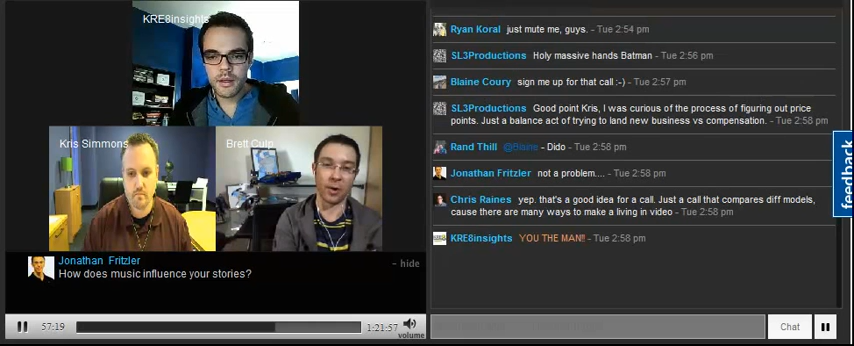 KRE8insights
Kris Simmons
Brett Culp
Jonathan Fritzler
How does music influence your stories?
– hide
57:19
1:21:57
volume
Ryan Koral just mute me, guys. - Tue 2:54 pm
SL3Productions Holy massive hands Batman - Tue 2:56 pm
Blaine Coury sign me up for that call :-) - Tue 2:57 pm
SL3Productions Good point Kris, I was curious of the process of figuring out price
points. Just a balance act of trying to land new business vs compensation. - Tue 2:58 pm
Rand Thill @Blaine - Dido - Tue 2:58 pm
Jonathan Fritzler not a problem.... - Tue 2:58 pm
Chris Raines yep. that's a good idea for a call. Just a call that compares diff models,
cause there are many ways to make a living in video - Tue 2:58 pm
KRE8insights YOU THE MAN!! - Tue 2:58 pm
Chat
feedback